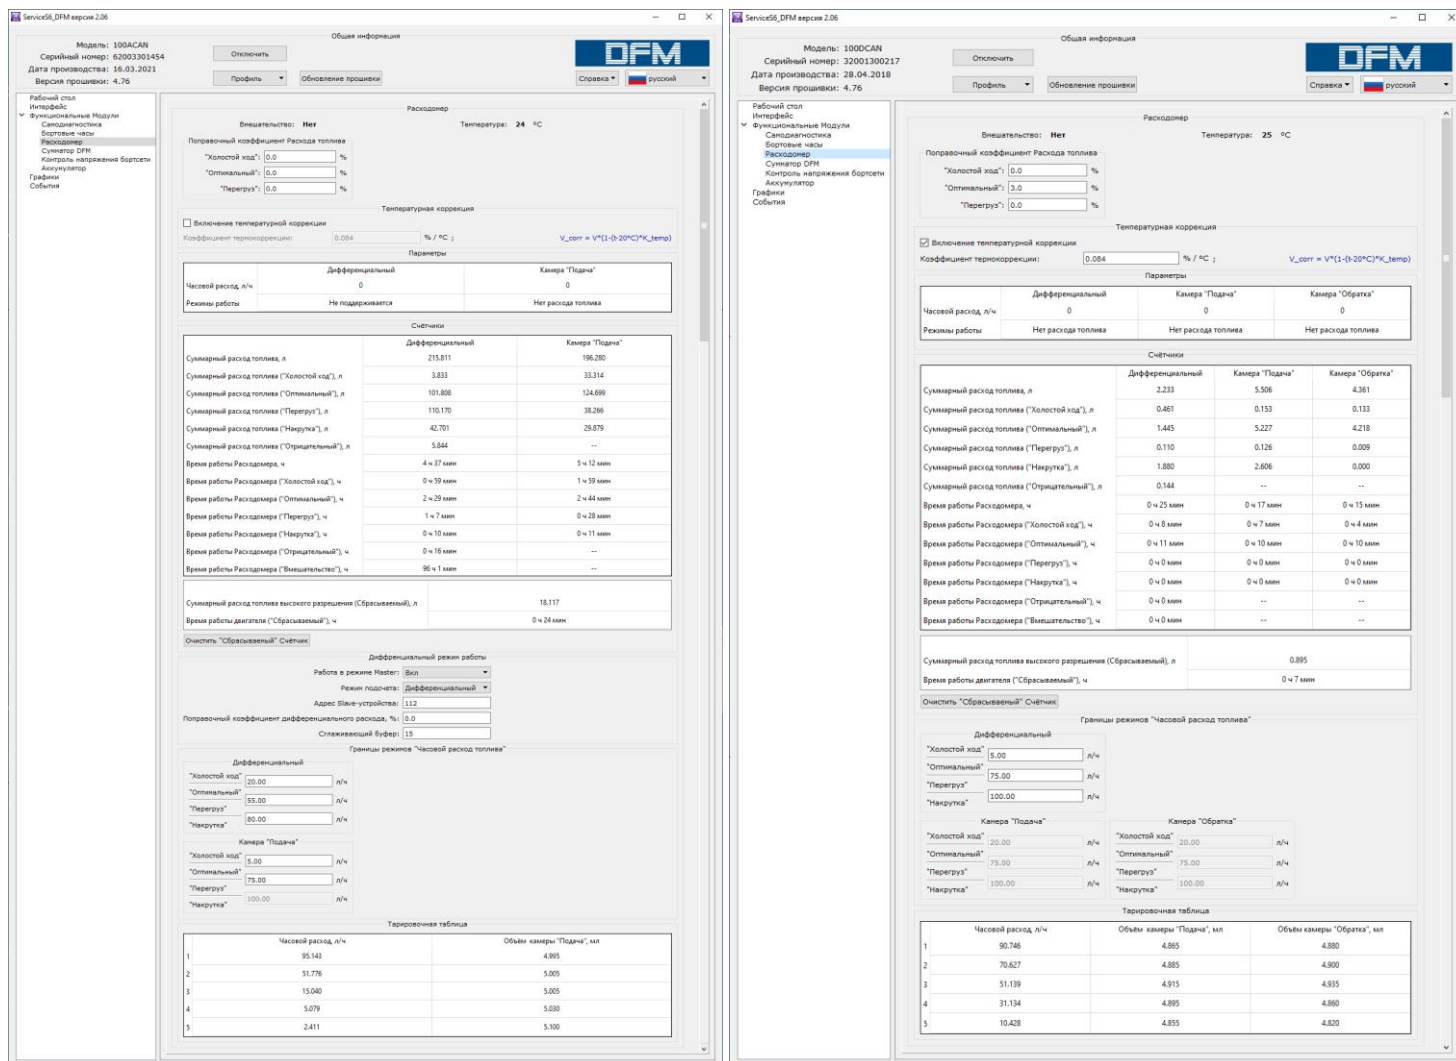 ServiceS6_DFM версия 2.06
Общая информация
Модель: 100ACAN
Серийный номер: 62003301454
Дата производства: 16.03.2021
Версия прошивки: 4.76
Отключить
Профиль
Обновление прошивки
DFM
Справка
русский
Рабочий стол
Интерфейс
Функциональные Модули
Самодиагностика
Бортовые часы
Расходомер
Сумматор DFM
Контроль напряжения бортсети
Аккумулятор
Графики
События
Расходомер
Вмешательство: Нет Температура: 24 °C
Поправочный коэффициент Расхода топлива
"Холостой ход": 0.0 %
"Оптимальный": 0.0 %
"Перегруз": 0.0 %
Температурная коррекция
Включение температурной коррекции
Коэффициент термокоррекции: 0.084 % / °C ; V_corr = V*(1-(t-20°C)*K_temp)
Параметры
Дифференциальный Камера "Подача"
Часовой расход, л/ч 0 0
Режимы работы Не поддерживается Нет расхода топлива
Счётчики
Дифференциальный Камера "Подача"
Суммарный расход топлива, л 215.811 196.280
Суммарный расход топлива ("Холостой ход"), л 3.833 33.314
Суммарный расход топлива ("Оптимальный"), л 101.808 124.699
Суммарный расход топлива ("Перегруз"), л 110.170 38.266
Суммарный расход топлива ("Накрутка"), л 42.701 29.879
Суммарный расход топлива ("Отрицательный"), л 5.844 --
Время работы Расходомера, ч 4 ч 37 мин 5 ч 12 мин
Время работы Расходомера ("Холостой ход"), ч 0 ч 59 мин 1 ч 59 мин
Время работы Расходомера ("Оптимальный"), ч 2 ч 29 мин 2 ч 44 мин
Время работы Расходомера ("Перегруз"), ч 1 ч 7 мин 0 ч 28 мин
Время работы Расходомера ("Накрутка"), ч 0 ч 10 мин 0 ч 11 мин
Время работы Расходомера ("Отрицательный"), ч 0 ч 16 мин --
Время работы Расходомера ("Вмешательство"), ч 96 ч 1 мин --
Суммарный расход топлива высокого разрешения (Сбрасываемый), л 18.117
Время работы двигателя ("Сбрасываемый"), ч 0 ч 24 мин
Очистить "Сбрасываемый" Счётчик
Диффренциальный режим работы
Работа в режиме Master: Вкл
Режим подсчета: Дифференциальный
Адрес Slave-устройства: 112
Поправочный коэффициент дифференциального расхода, %: 0.0
Сглаживающий буфер: 15
Границы режимов "Часовой расход топлива"
Дифференциальный
"Холостой ход"
20.00 л/ч
"Оптимальный"
55.00 л/ч
"Перегруз"
80.00 л/ч
"Накрутка"
Камера "Подача"
"Холостой ход"
5.00 л/ч
"Оптимальный"
75.00 л/ч
"Перегруз"
100.00 л/ч
"Накрутка"
Тарировочная таблица
Часовой расход, л/ч Объём камеры "Подача", мл
1 95.143 4.995
2 51.776 5.005
3 15.040 5.005
4 5.079 5.030
5 2.411 5.100
ServiceS6_DFM версия 2.06
Общая информация
Модель: 100DCAN
Серийный номер: 32001300217
Дата производства: 28.04.2018
Версия прошивки: 4.76
Отключить
Профиль
Обновление прошивки
DFM
Справка
русский
Рабочий стол
Интерфейс
Функциональные Модули
Самодиагностика
Бортовые часы
Расходомер
Сумматор DFM
Контроль напряжения бортсети
Аккумулятор
Графики
События
Расходомер
Вмешательство: Нет Температура: 25 °C
Поправочный коэффициент Расхода топлива
"Холостой ход": 0.0 %
"Оптимальный": 3.0 %
"Перегруз": 0.0 %
Температурная коррекция
Включение температурной коррекции
Коэффициент термокоррекции: 0.084 % / °C ; V_corr = V*(1-(t-20°C)*K_temp)
Параметры
Дифференциальный Камера "Подача" Камера "Обратка"
Часовой расход, л/ч 0 0 0
Режимы работы Нет расхода топлива Нет расхода топлива Нет расхода топлива
Счётчики
Дифференциальный Камера "Подача" Камера "Обратка"
Суммарный расход топлива, л 2.233 5.506 4.361
Суммарный расход топлива ("Холостой ход"), л 0.461 0.153 0.133
Суммарный расход топлива ("Оптимальный"), л 1.445 5.227 4.218
Суммарный расход топлива ("Перегруз"), л 0.110 0.126 0.009
Суммарный расход топлива ("Накрутка"), л 1.880 2.606 0.000
Суммарный расход топлива ("Отрицательный"), л 0.144 -- --
Время работы Расходомера, ч 0 ч 25 мин 0 ч 17 мин 0 ч 15 мин
Время работы Расходомера ("Холостой ход"), ч 0 ч 8 мин 0 ч 7 мин 0 ч 4 мин
Время работы Расходомера ("Оптимальный"), ч 0 ч 11 мин 0 ч 10 мин 0 ч 10 мин
Время работы Расходомера ("Перегруз"), ч 0 ч 0 мин 0 ч 0 мин 0 ч 0 мин
Время работы Расходомера ("Накрутка"), ч 0 ч 0 мин 0 ч 0 мин 0 ч 0 мин
Время работы Расходомера ("Отрицательный"), ч 0 ч 0 мин -- --
Время работы Расходомера ("Вмешательство"), ч 0 ч 0 мин -- --
Суммарный расход топлива высокого разрешения (Сбрасываемый), л 0.895
Время работы двигателя ("Сбрасываемый"), ч 0 ч 7 мин
Очистить "Сбрасываемый" Счётчик
Границы режимов "Часовой расход топлива"
Дифференциальный
"Холостой ход"
5.00 л/ч
"Оптимальный"
75.00 л/ч
"Перегруз"
100.00 л/ч
"Накрутка"
Камера "Подача" Камера "Обратка"
"Холостой ход" "Холостой ход"
20.00 л/ч 20.00 л/ч
"Оптимальный" "Оптимальный"
75.00 л/ч 75.00 л/ч
"Перегруз" "Перегруз"
100.00 л/ч 100.00 л/ч
"Накрутка" "Накрутка"
Тарировочная таблица
Часовой расход, л/ч Объём камеры "Подача", мл Объём камеры "Обратка", мл
1 90.746 4.865 4.880
2 70.627 4.885 4.900
3 51.139 4.915 4.935
4 31.134 4.895 4.860
5 10.428 4.855 4.820